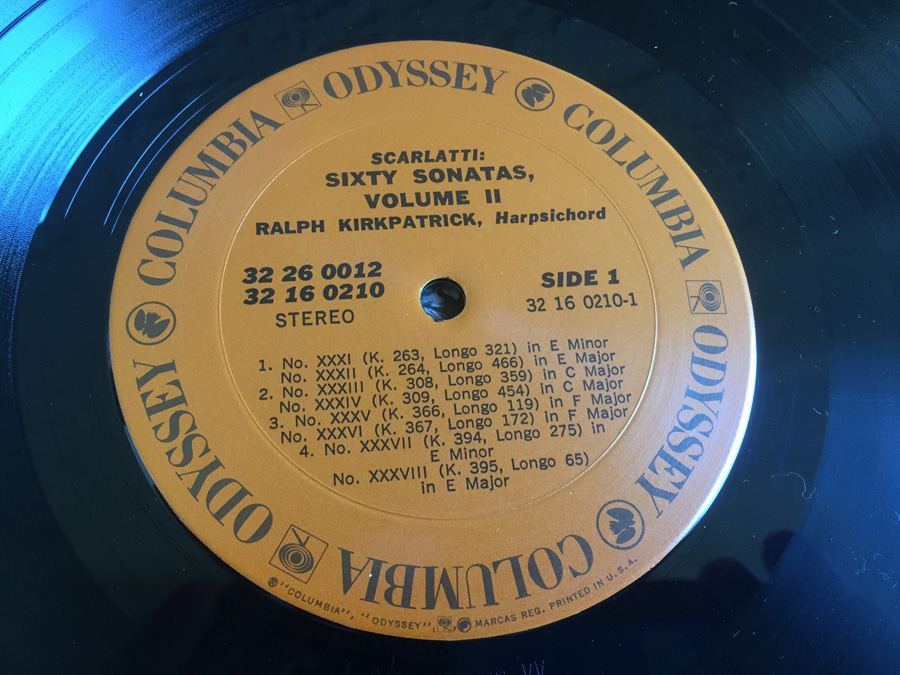 COLUMBIA ODYSSEY COLUMBIA ODYSSEY COLUMBIA ODYSSEY
SCARLATTI:
SIXTY SONATAS,
VOLUME II
RALPH KIRKPATRICK, Harpsichord
32 26 0012
32 16 0210
STEREO
SIDE 1
32 16 0210-1
1. No. XXXI (K. 263, Longo 321) in E Minor
No. XXXII (K. 264, Longo 466) in E Major
2. No. XXXIII (K. 308, Longo 359) in C Major
No. XXXIV (K. 309, Longo 454) in C Major
3. No. XXXV (K. 366, Longo 119) in F Major
No. XXXVI (K. 367, Longo 172) in F Major
4. No. XXXVII (K. 394, Longo 275) in
E Minor
No. XXXVIII (K. 395, Longo 65)
in E Major
® "COLUMBIA", "ODYSSEY", MARCAS REG. PRINTED IN U.S.A.